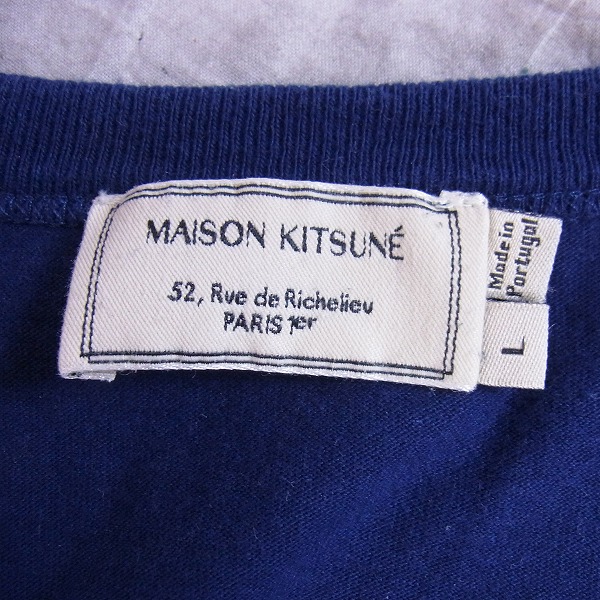 MAISON KITSUNÉ
52, Rue de Richelieu
PARIS 1er
Made in
Portugal
L